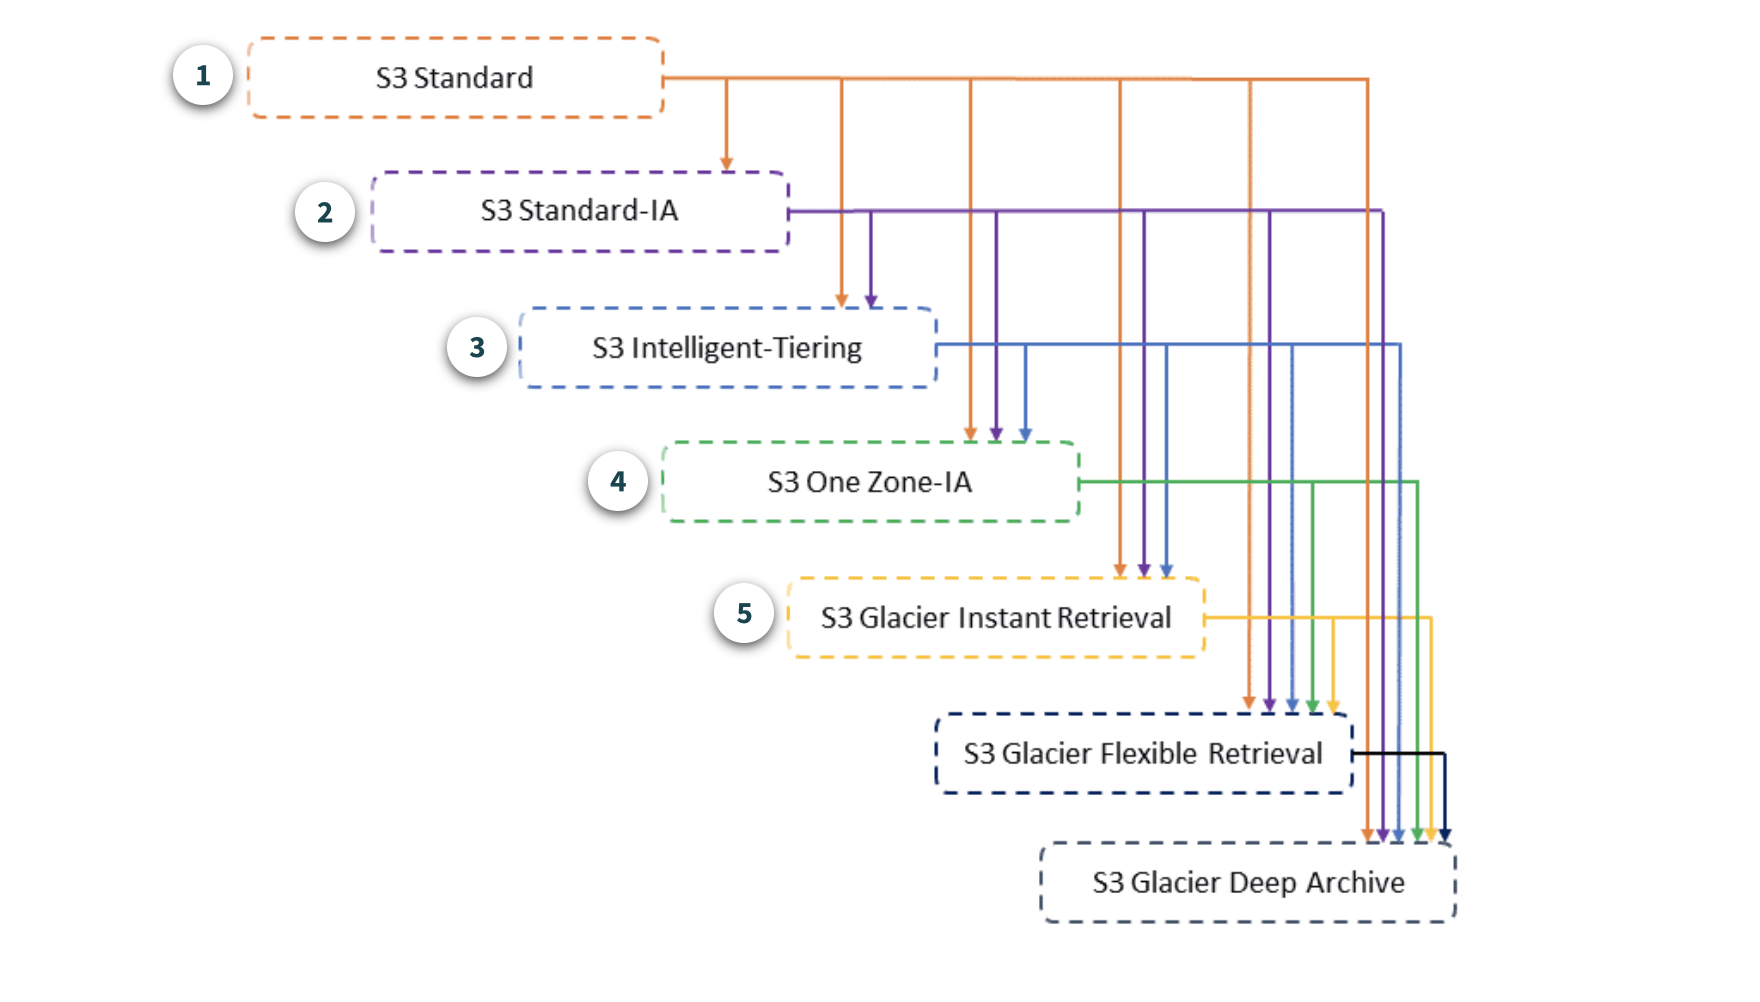 1
S3 Standard
2
S3 Standard-IA
3
S3 Intelligent-Tiering
4
S3 One Zone-IA
5
S3 Glacier Instant Retrieval
S3 Glacier Flexible Retrieval
S3 Glacier Deep Archive